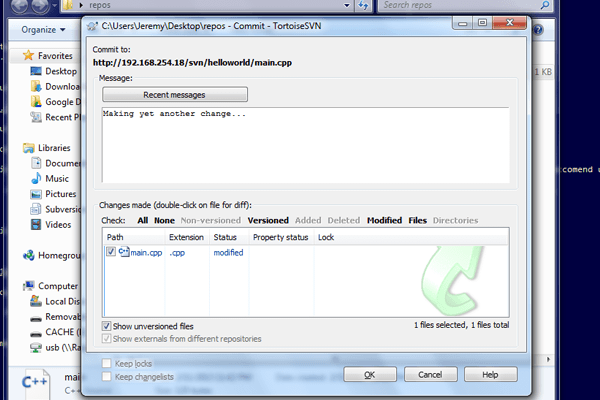 repos
Search repos
C:\Users\Jeremy\Desktop\repos - Commit - TortoiseSVN
Organize
Commit to:
http://192.168.254.18/svn/helloworld/main.cpp
Favorites
Desktop
Google D
Recent Pl
Libraries
Documen
Music
Pictures
Subversi
Videos
Homegrou
Computer
Local Dis
Removab
CACHE (
usb (\\Ra
Message:
Recent messages
Making yet another change...
1 KB
comend u
Changes made (double-click on file for diff):
Check: All None Non-versioned Versioned Added Deleted Modified Files Directories
Path Extension Status Property status Lock
main.cpp .cpp modified
Show unversioned files
1 files selected, 1 files total
Show externals from different repositories
Keep locks
Keep changelists
OK Cancel Help
C++